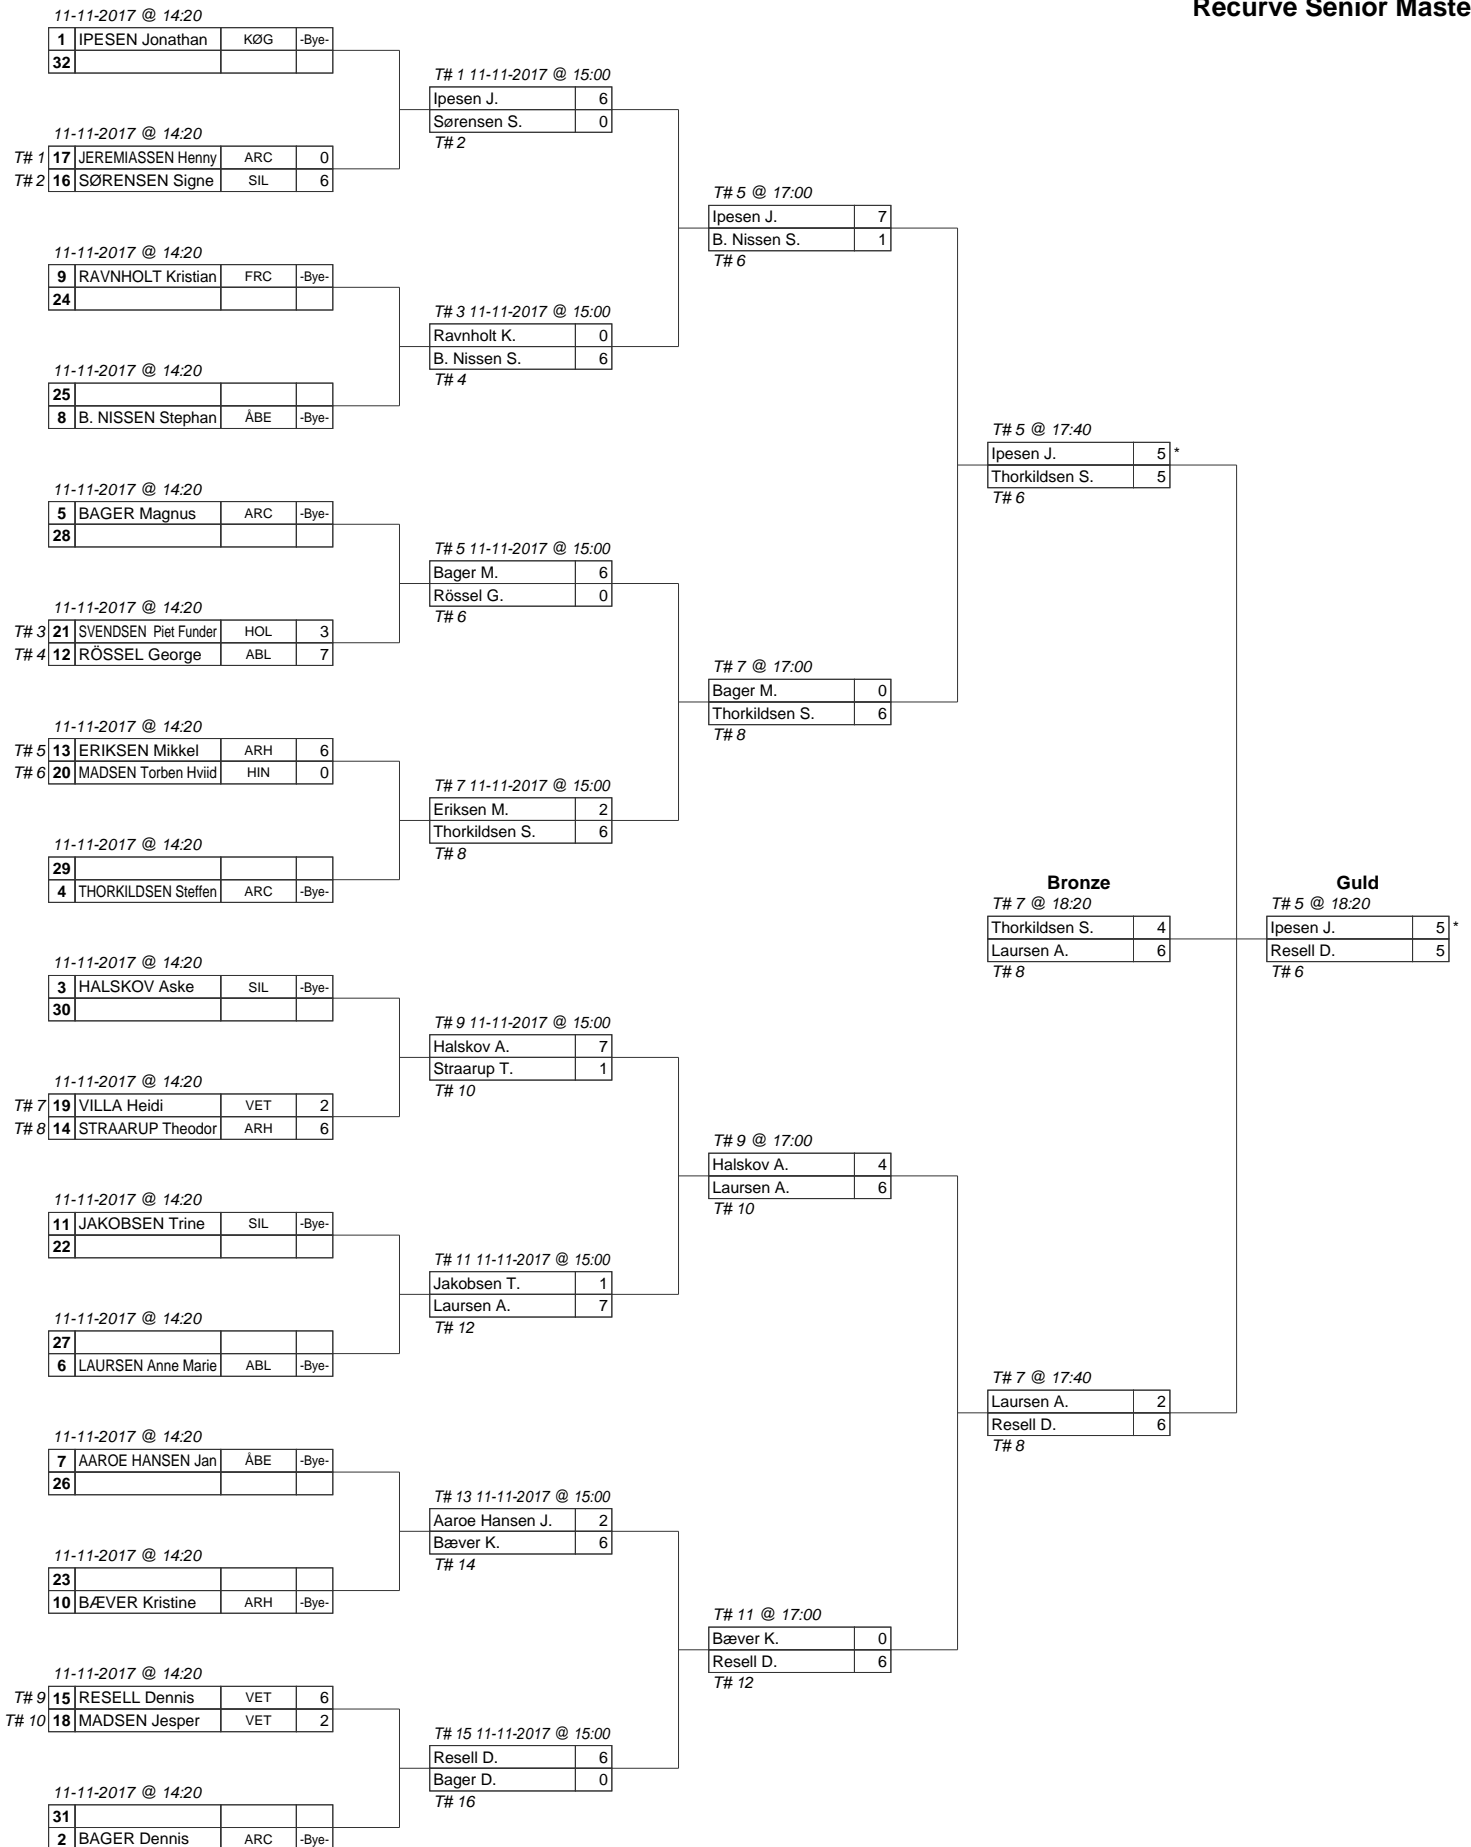 Recurve Senior Maste
11-11-2017 @ 14:20
1 IPESEN Jonathan KØG -Bye-
32
11-11-2017 @ 14:20
T# 1 17 JEREMIASSEN Henny ARC 0
T# 2 16 SØRENSEN Signe SIL 6
11-11-2017 @ 14:20
9 RAVNHOLT Kristian FRC -Bye-
24
11-11-2017 @ 14:20
25
8 B. NISSEN Stephan ÅBE -Bye-
11-11-2017 @ 14:20
5 BAGER Magnus ARC -Bye-
28
11-11-2017 @ 14:20
T# 3 21 SVENDSEN Piet Funder HOL 3
T# 4 12 RÖSSEL George ABL 7
11-11-2017 @ 14:20
T# 5 13 ERIKSEN Mikkel ARH 6
T# 6 20 MADSEN Torben Hviid HIN 0
11-11-2017 @ 14:20
29
4 THORKILDSEN Steffen ARC -Bye-
11-11-2017 @ 14:20
3 HALSKOV Aske SIL -Bye-
30
11-11-2017 @ 14:20
T# 7 19 VILLA Heidi VET 2
T# 8 14 STRAARUP Theodor ARH 6
11-11-2017 @ 14:20
11 JAKOBSEN Trine SIL -Bye-
22
11-11-2017 @ 14:20
27
6 LAURSEN Anne Marie ABL -Bye-
11-11-2017 @ 14:20
7 AAROE HANSEN Jan ÅBE -Bye-
26
11-11-2017 @ 14:20
23
10 BÆVER Kristine ARH -Bye-
11-11-2017 @ 14:20
T# 9 15 RESELL Dennis VET 6
T# 10 18 MADSEN Jesper VET 2
11-11-2017 @ 14:20
31
2 BAGER Dennis ARC -Bye-
T# 1 11-11-2017 @ 15:00
Ipesen J. 6
Sørensen S. 0
T# 2
T# 3 11-11-2017 @ 15:00
Ravnholt K. 0
B. Nissen S. 6
T# 4
T# 5 11-11-2017 @ 15:00
Bager M. 6
Rössel G. 0
T# 6
T# 7 11-11-2017 @ 15:00
Eriksen M. 2
Thorkildsen S. 6
T# 8
T# 9 11-11-2017 @ 15:00
Halskov A. 7
Straarup T. 1
T# 10
T# 11 11-11-2017 @ 15:00
Jakobsen T. 1
Laursen A. 7
T# 12
T# 13 11-11-2017 @ 15:00
Aaroe Hansen J. 2
Bæver K. 6
T# 14
T# 15 11-11-2017 @ 15:00
Resell D. 6
Bager D. 0
T# 16
T# 5 @ 17:00
Ipesen J. 7
B. Nissen S. 1
T# 6
T# 7 @ 17:00
Bager M. 0
Thorkildsen S. 6
T# 8
T# 9 @ 17:00
Halskov A. 4
Laursen A. 6
T# 10
T# 11 @ 17:00
Bæver K. 0
Resell D. 6
T# 12
T# 5 @ 17:40
Ipesen J. 5 *
Thorkildsen S. 5
T# 6
Bronze
T# 7 @ 18:20
Thorkildsen S. 4
Laursen A. 6
T# 8
T# 7 @ 17:40
Laursen A. 2
Resell D. 6
T# 8
Guld
T# 5 @ 18:20
Ipesen J. 5 *
Resell D. 5
T# 6